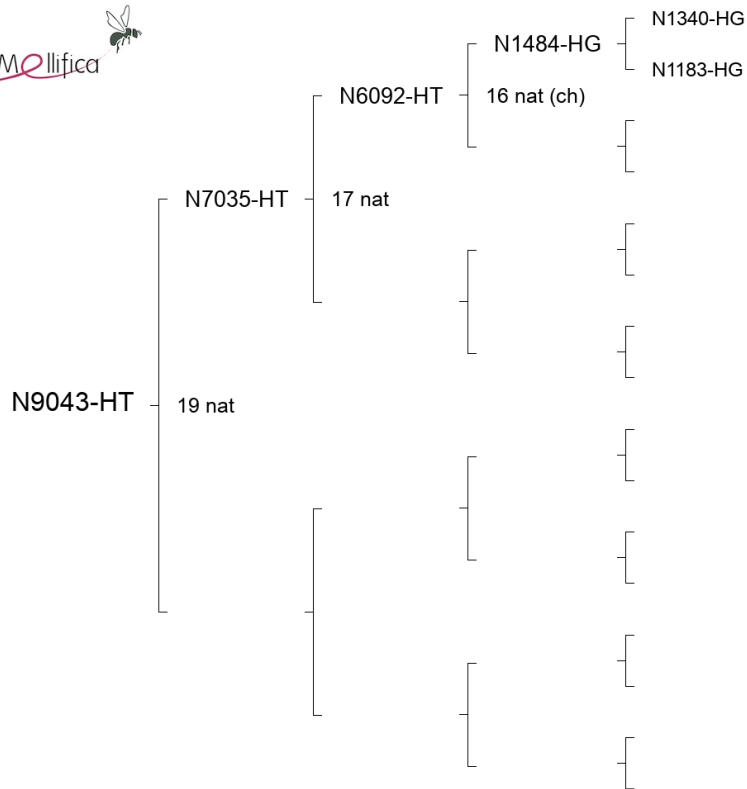 Mellifica
N1340-HG
N1484-HG
N1183-HG
N6092-HT
16 nat (ch)
N7035-HT
17 nat
N9043-HT
19 nat